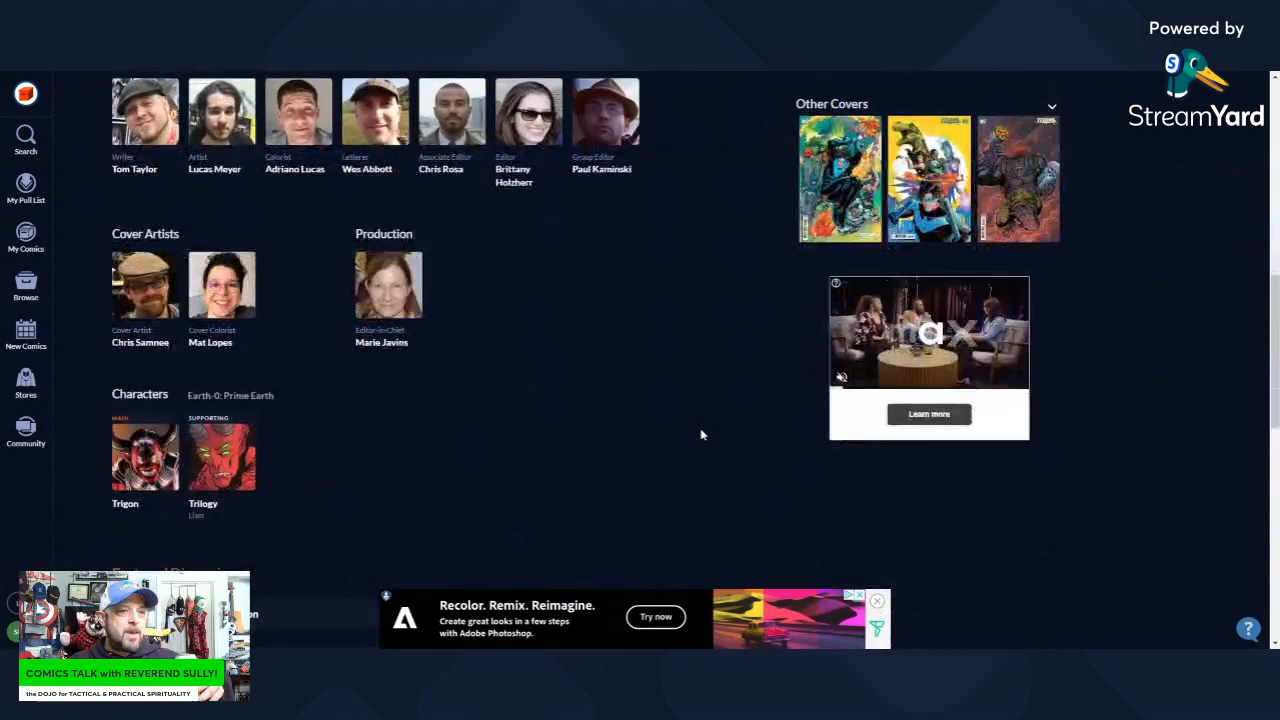 Powered by
StreamYard
Search
My Pull List
My Comics
Browse
New Comics
Stores
Community
Writer
Tom Taylor
Artist
Lucas Meyer
Colorist
Adriano Lucas
Letterer
Wes Abbott
Associate Editor
Chris Rosa
Editor
Brittany
Holzherr
Group Editor
Paul Kaminski
Cover Artists
Cover Artist
Chris Samnee
Cover Colorist
Mat Lopes
Production
Editor-in-Chief
Marie Javins
Characters
Earth-0: Prime Earth
MAIN
Trigon
SUPPORTING
Trilogy
Liam
Other Covers
max
Learn more
Recolor. Remix. Reimagine.
Create great looks in a few steps
with Adobe Photoshop.
Try now
COMICS TALK with REVEREND SULLY!
the DOJO for TACTICAL & PRACTICAL SPIRITUALITY